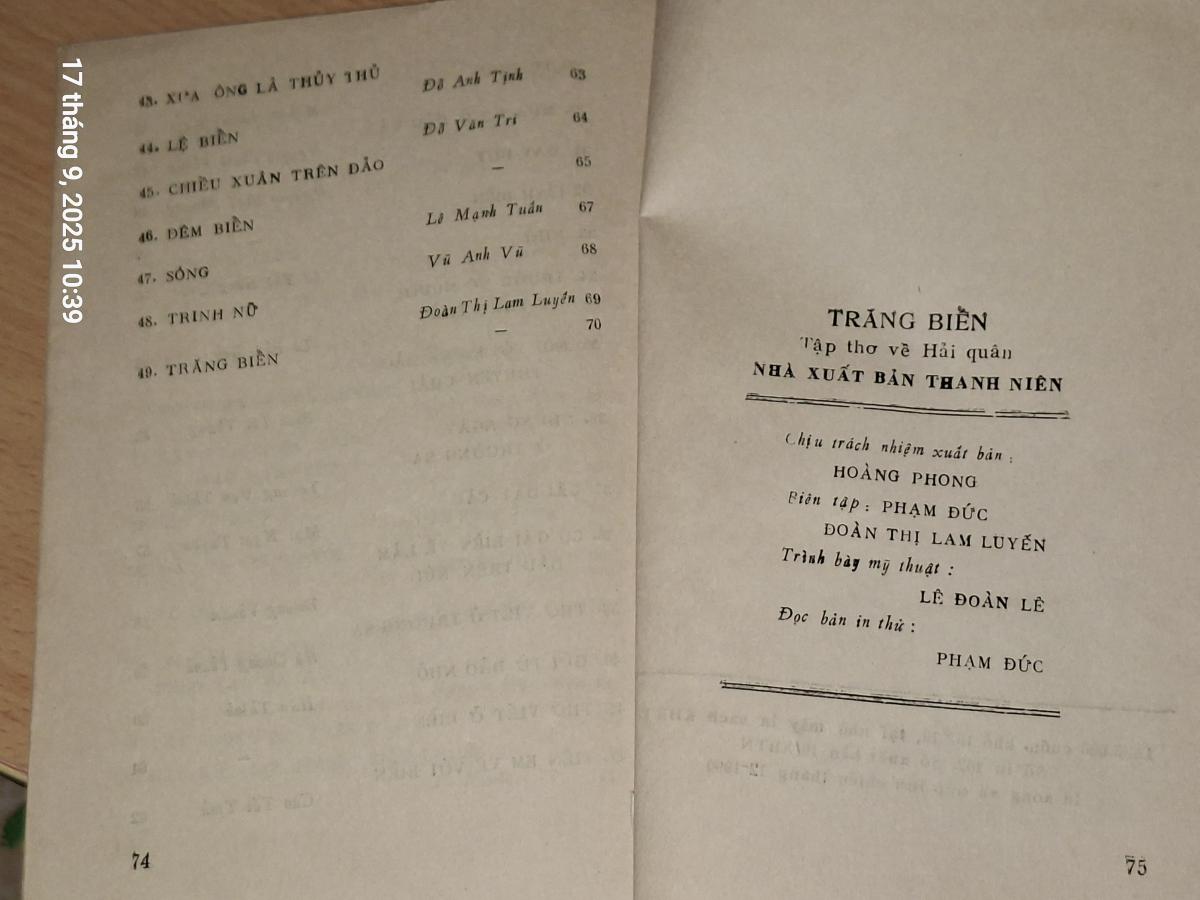 17 tháng 9, 2025 10:39
43. XƯA ÔNG LÀ THỦY THỦ Đỗ Anh Tịnh 63
44. LỆ BIỂN Đỗ Văn Tri 64
45. CHIỀU XUÂN TRÊN ĐẢO — 65
46. ĐÊM BIỂN Lê Mạnh Tuấn 67
47. SÓNG Vũ Anh Vũ 68
48. TRINH NỮ Đoàn Thị Lam Luyến 69
49. TRĂNG BIỂN — 70
74
TRĂNG BIỂN
Tập thơ về Hải quân
NHÀ XUẤT BẢN THANH NIÊN
Chịu trách nhiệm xuất bản :
HOÀNG PHONG
Biên tập : PHẠM ĐỨC
ĐOÀN THỊ LAM LUYẾN
Trình bày mỹ thuật :
LÊ ĐOÀN LÊ
Đọc bản in thử :
PHẠM ĐỨC
75